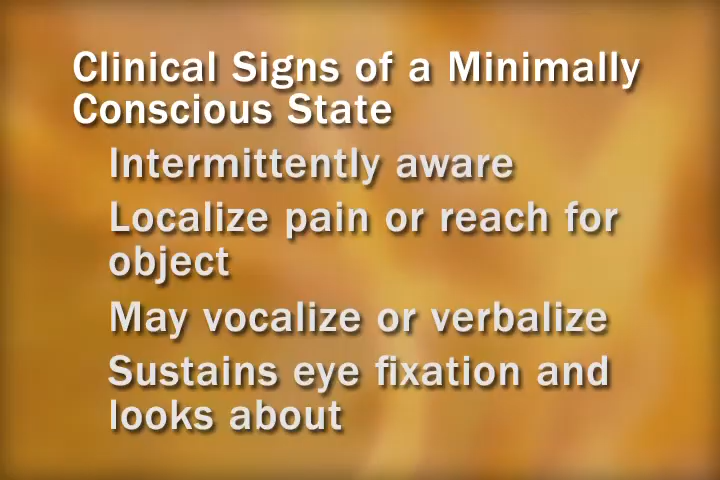 Clinical Signs of a Minimally
Conscious State
Intermittently aware
Localize pain or reach for
object
May vocalize or verbalize
Sustains eye fixation and
looks about